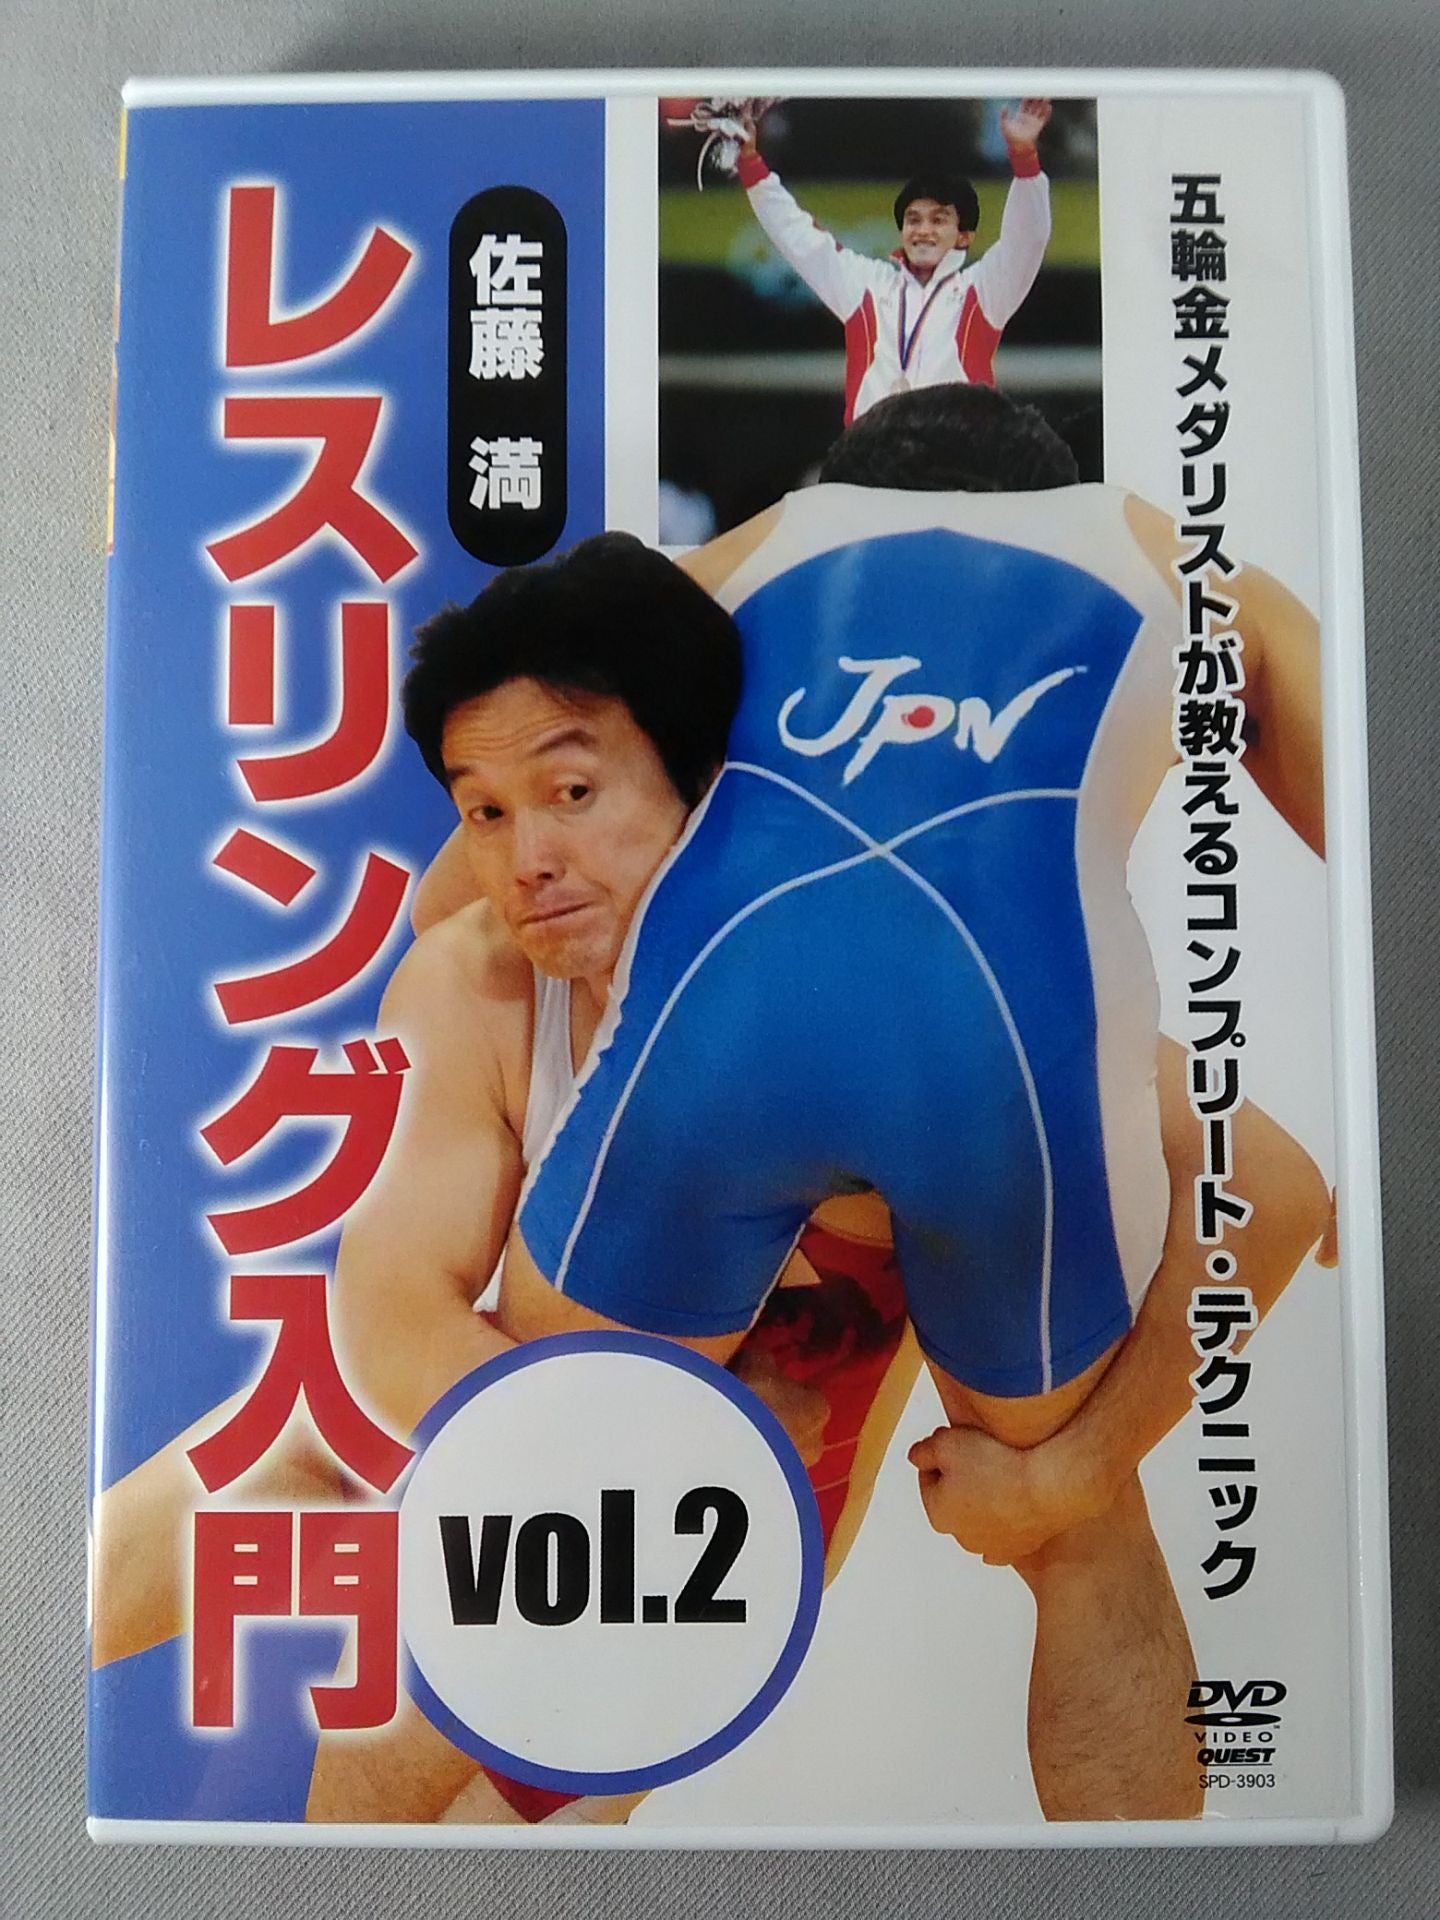 五輪金メダリストが教えるコンプリート・テクニック
佐藤 満
レスリング入門
JPN
vol.2
DVD
VIDEO
QUEST
SPD-3903